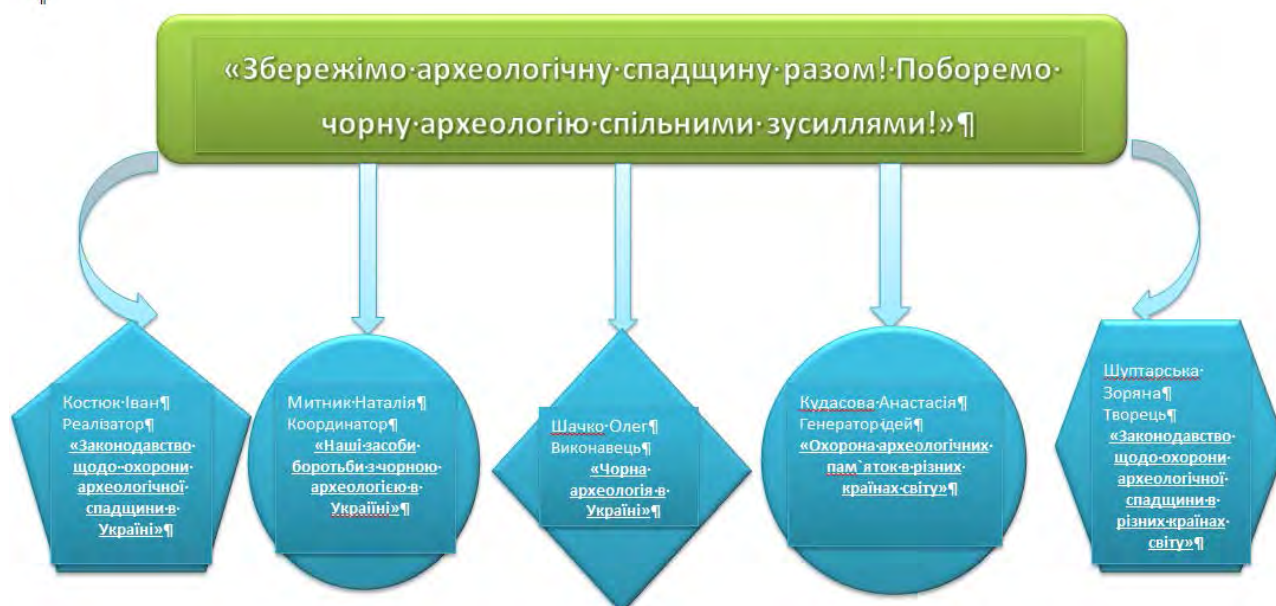 «Збережімо археологічну спадщину разом! Поборемо
чорну археологію спільними зусиллями!»¶
Костюк Іван¶
Реалізатор¶
«Законодавство
щодо охорони
археологічної
спадщини в
Україні»¶
Митник Наталія¶
Координатор¶
«Наші засоби
боротьби з чорною
археологією в
Україїні»¶
Шачко Олег¶
Виконавець¶
«Чорна
археологія в
Україні»¶
Кудасова Анастасія¶
Генератор ідей¶
«Охорона археологічних
пам`яток в різних
країнах світу»¶
Шуптарська
Зоряна¶
Творець¶
«Законодавство
щодо охорони
археологічної
спадщини в
різних країнах
світу»¶